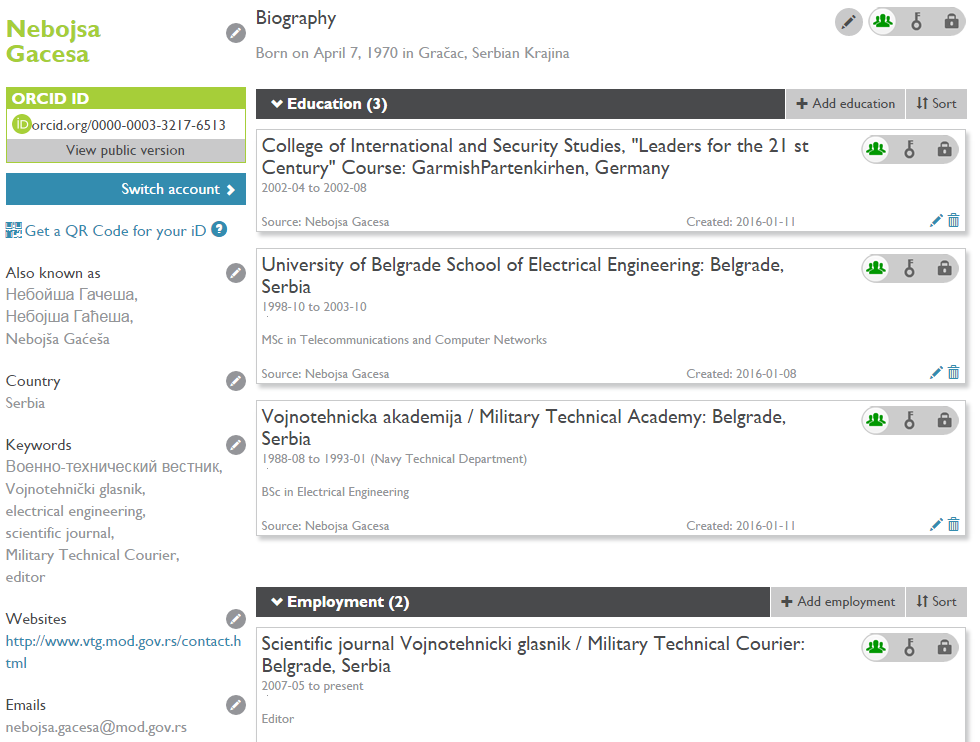 Nebojsa
Gacesa
ORCID ID
iD orcid.org/0000-0003-3217-6513
View public version
Switch account
Get a QR Code for your iD ?
Also known as
Небойша Гачеша,
Небојша Гаћеша,
Nebojša Gaćeša
Country
Serbia
Keywords
Военно-технический вестник,
Vojnotehnički glasnik,
electrical engineering,
scientific journal,
Military Technical Courier,
editor
Websites
http://www.vtg.mod.gov.rs/contact.h
tml
Emails
nebojsa.gacesa@mod.gov.rs
Biography
Born on April 7, 1970 in Gračac, Serbian Krajina
Education (3)
+ Add education
Sort
College of International and Security Studies, "Leaders for the 21 st
Century" Course: GarmishPartenkirhen, Germany
2002-04 to 2002-08
Source: Nebojsa Gacesa
Created: 2016-01-11
University of Belgrade School of Electrical Engineering: Belgrade,
Serbia
1998-10 to 2003-10
MSc in Telecommunications and Computer Networks
Source: Nebojsa Gacesa
Created: 2016-01-08
Vojnotehnicka akademija / Military Technical Academy: Belgrade,
Serbia
1988-08 to 1993-01 (Navy Technical Department)
BSc in Electrical Engineering
Source: Nebojsa Gacesa
Created: 2016-01-11
Employment (2)
+ Add employment
Sort
Scientific journal Vojnotehnicki glasnik / Military Technical Courier:
Belgrade, Serbia
2007-05 to present
Editor